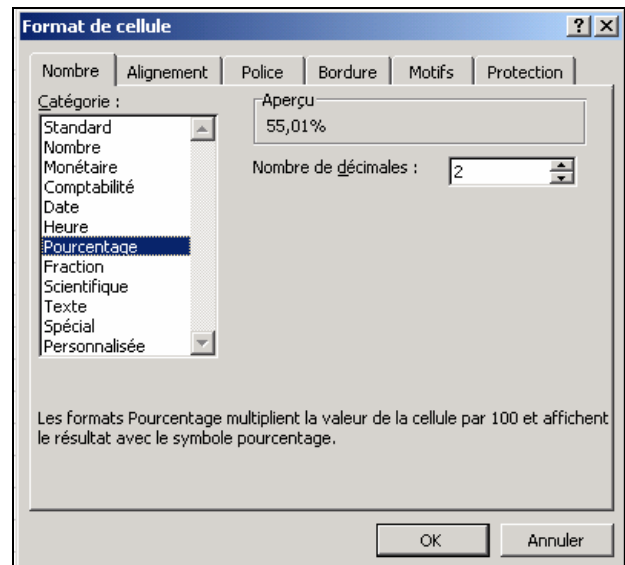 Format de cellule
Nombre Alignement Police Bordure Motifs Protection
Catégorie :
Standard
Nombre
Monétaire
Comptabilité
Date
Heure
Pourcentage
Fraction
Scientifique
Texte
Spécial
Personnalisée
Aperçu
55,01%
Nombre de décimales : 2
Les formats Pourcentage multiplient la valeur de la cellule par 100 et affichent
le résultat avec le symbole pourcentage.
OK Annuler